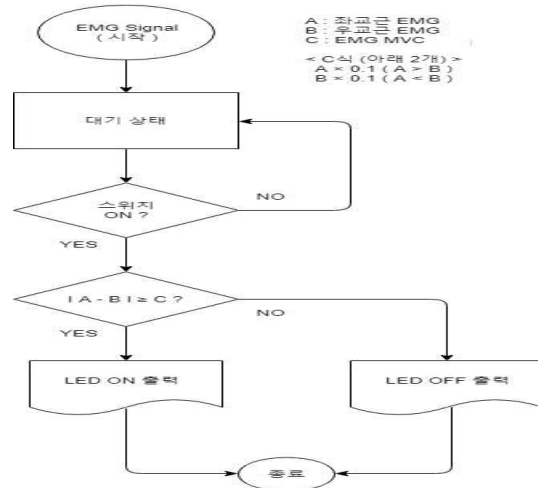 EMG Signal
( 시작 )
A : 좌교근 EMG
B : 우교근 EMG
C : EMG MVC
< C식 (아래 2개) >
A × 0.1 ( A > B )
B × 0.1 ( A < B )
대기 상태
스위치
ON ?
NO
YES
I A - B I ≥ C ?
NO
YES
LED ON 출력
LED OFF 출력
종료